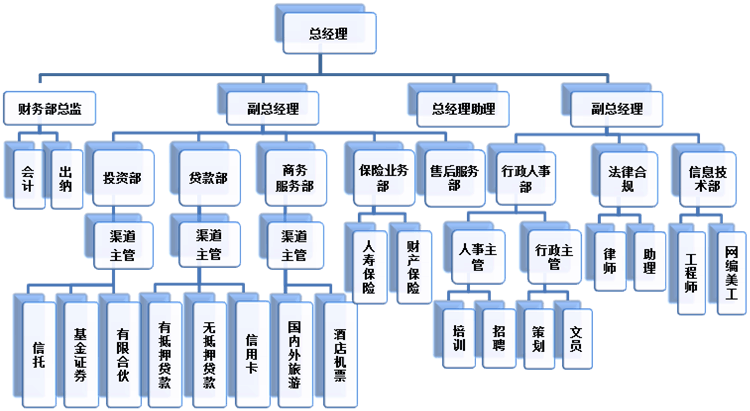 总经理
财务部总监
副总经理
总经理助理
副总经理
会计
出纳
投资部
贷款部
商务
服务部
保险业务
部
售后服务
部
行政人事
部
法律合
规
信息技
术部
渠道
主管
渠道
主管
渠道
主管
人寿保险
财产保险
人事主
管
行政主
管
律师
助理
工程师
网编美工
信托
基金证券
有限合伙
有抵押贷款
无抵押贷款
信用卡
国内外旅游
酒店机票
培训
招聘
策划
文员